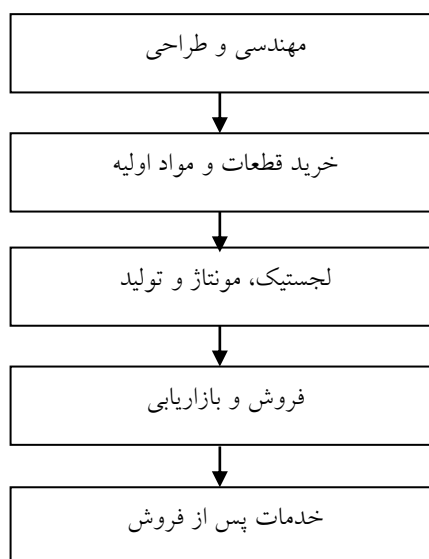 مهندسی و طراحی
خرید قطعات و مواد اولیه
لجستیک، مونتاژ و تولید
فروش و بازاریابی
خدمات پس از فروش